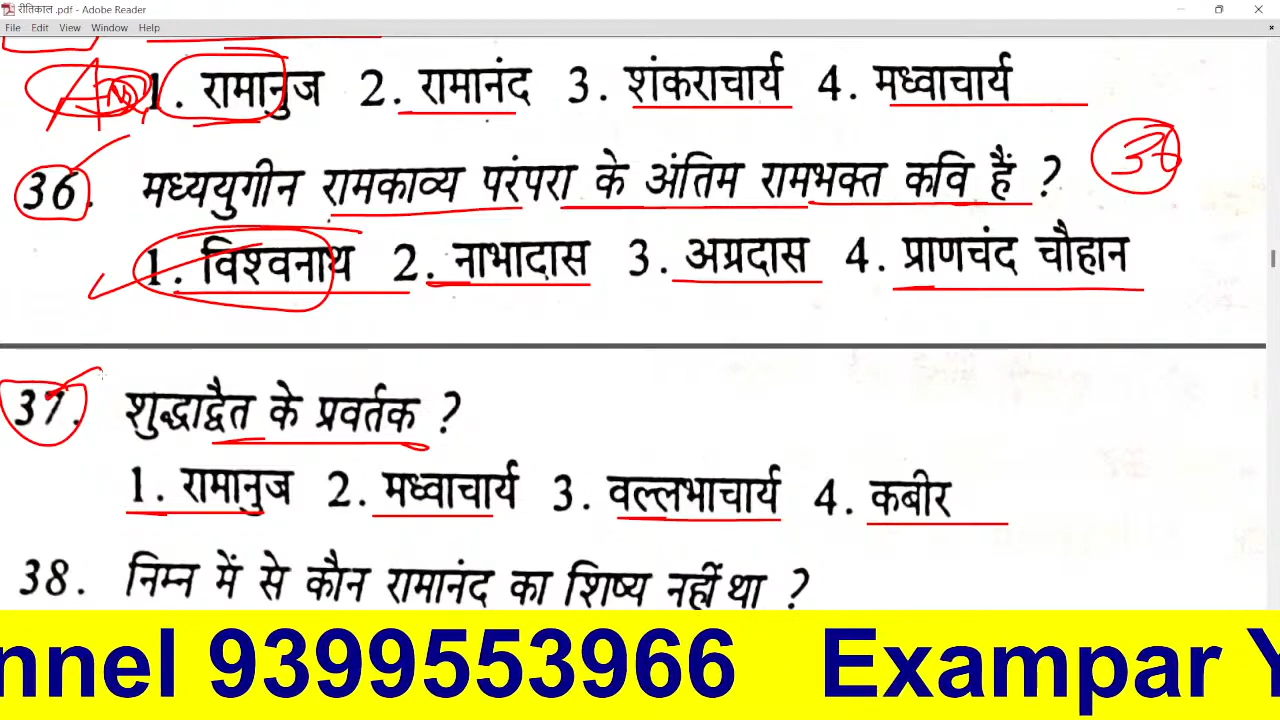 रीतिकाल .pdf - Adobe Reader
File Edit View Window Help
1. रामानुज 2. रामानंद 3. शंकराचार्य 4. मध्वाचार्य
36. मध्ययुगीन रामकाव्य परंपरा के अंतिम रामभक्त कवि हैं ? 36
1. विश्वनाथ 2. नाभादास 3. अग्रदास 4. प्राणचंद चौहान
37. शुद्धाद्वैत के प्रवर्तक ?
1. रामानुज 2. मध्वाचार्य 3. वल्लभाचार्य 4. कबीर
38. निम्न में से कौन रामानंद का शिष्य नहीं था ?
nnel 9399553966 Exampar Y